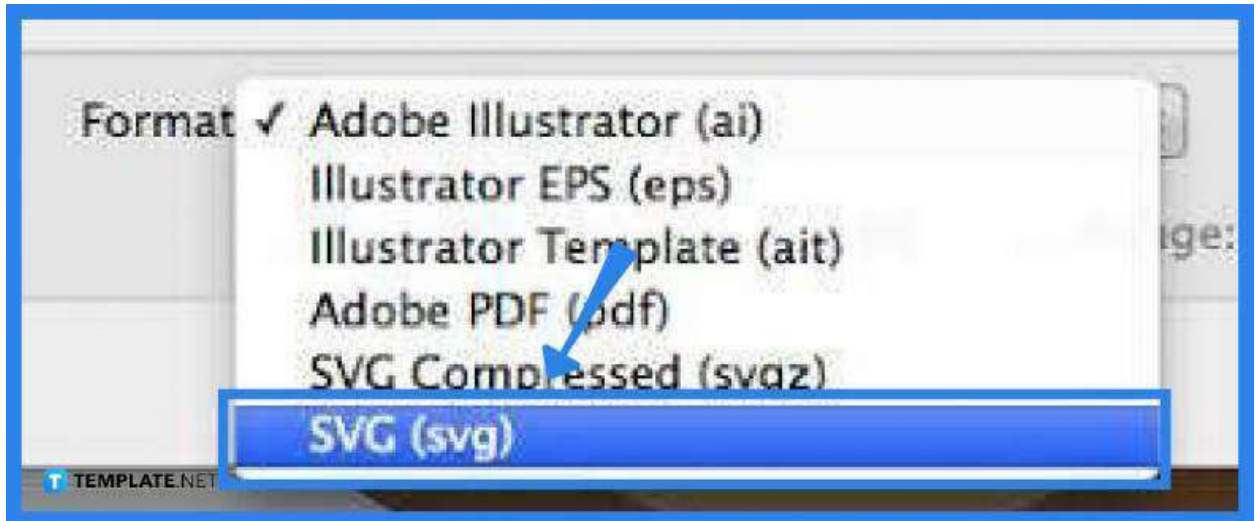 Format ✓ Adobe Illustrator (ai)
Illustrator EPS (eps)
Illustrator Template (ait)
Adobe PDF (pdf)
SVG Compressed (svgz)
SVG (svg)
TEMPLATE.NET